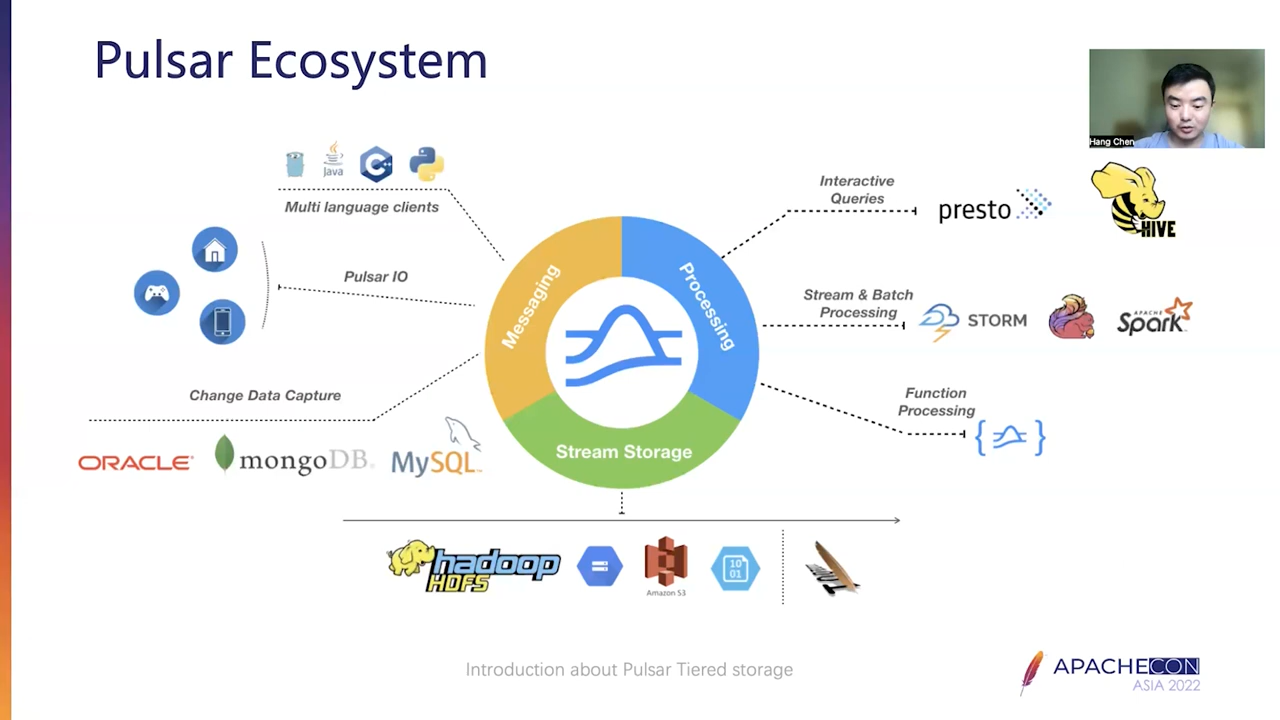 Pulsar Ecosystem
Hang Chen
Java
C
Multi language clients
Interactive
Queries
presto
HIVE
Pulsar IO
Messaging
Processing
Stream & Batch
Processing
STORM
APACHE
Spark
Change Data Capture
Function
Processing
ORACLE
mongoDB
MySQL
Stream Storage
hadoop
HDFS
Amazon S3
10
01
Introduction about Pulsar Tiered storage
APACHECON
ASIA 2022